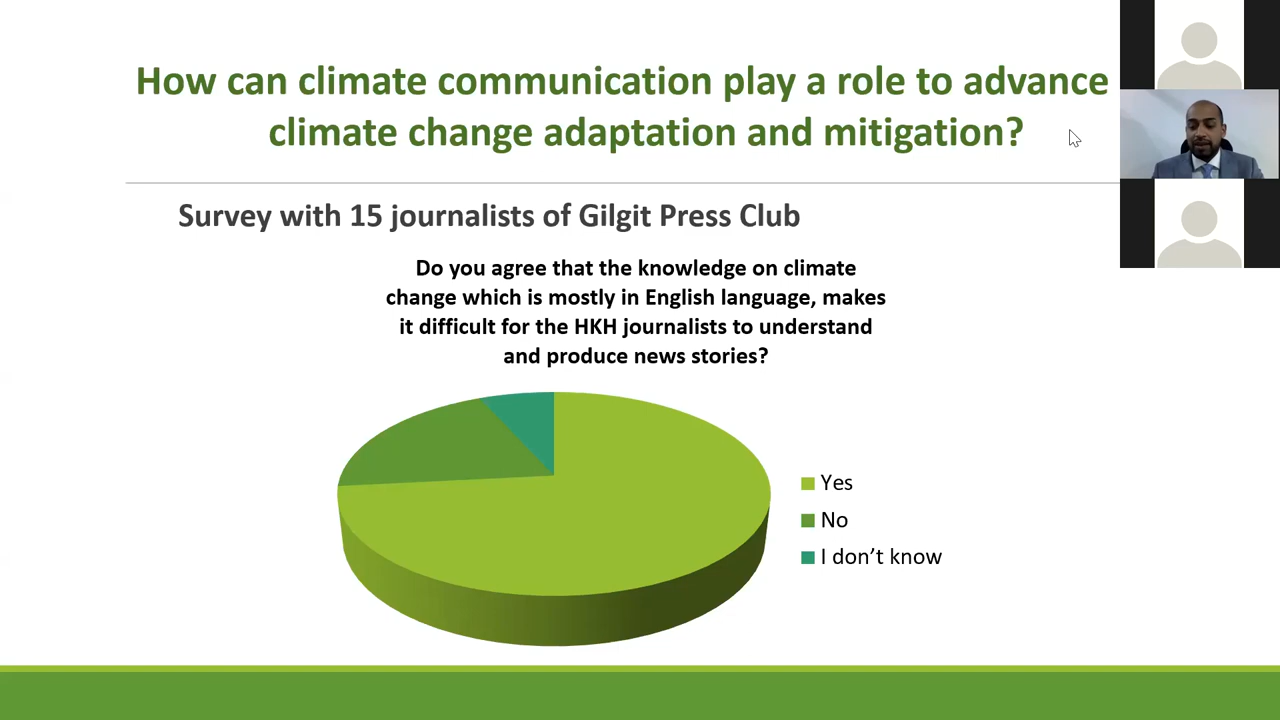 How can climate communication play a role to advance
climate change adaptation and mitigation?
Survey with 15 journalists of Gilgit Press Club
Do you agree that the knowledge on climate
change which is mostly in English language, makes
it difficult for the HKH journalists to understand
and produce news stories?
Yes
No
I don’t know